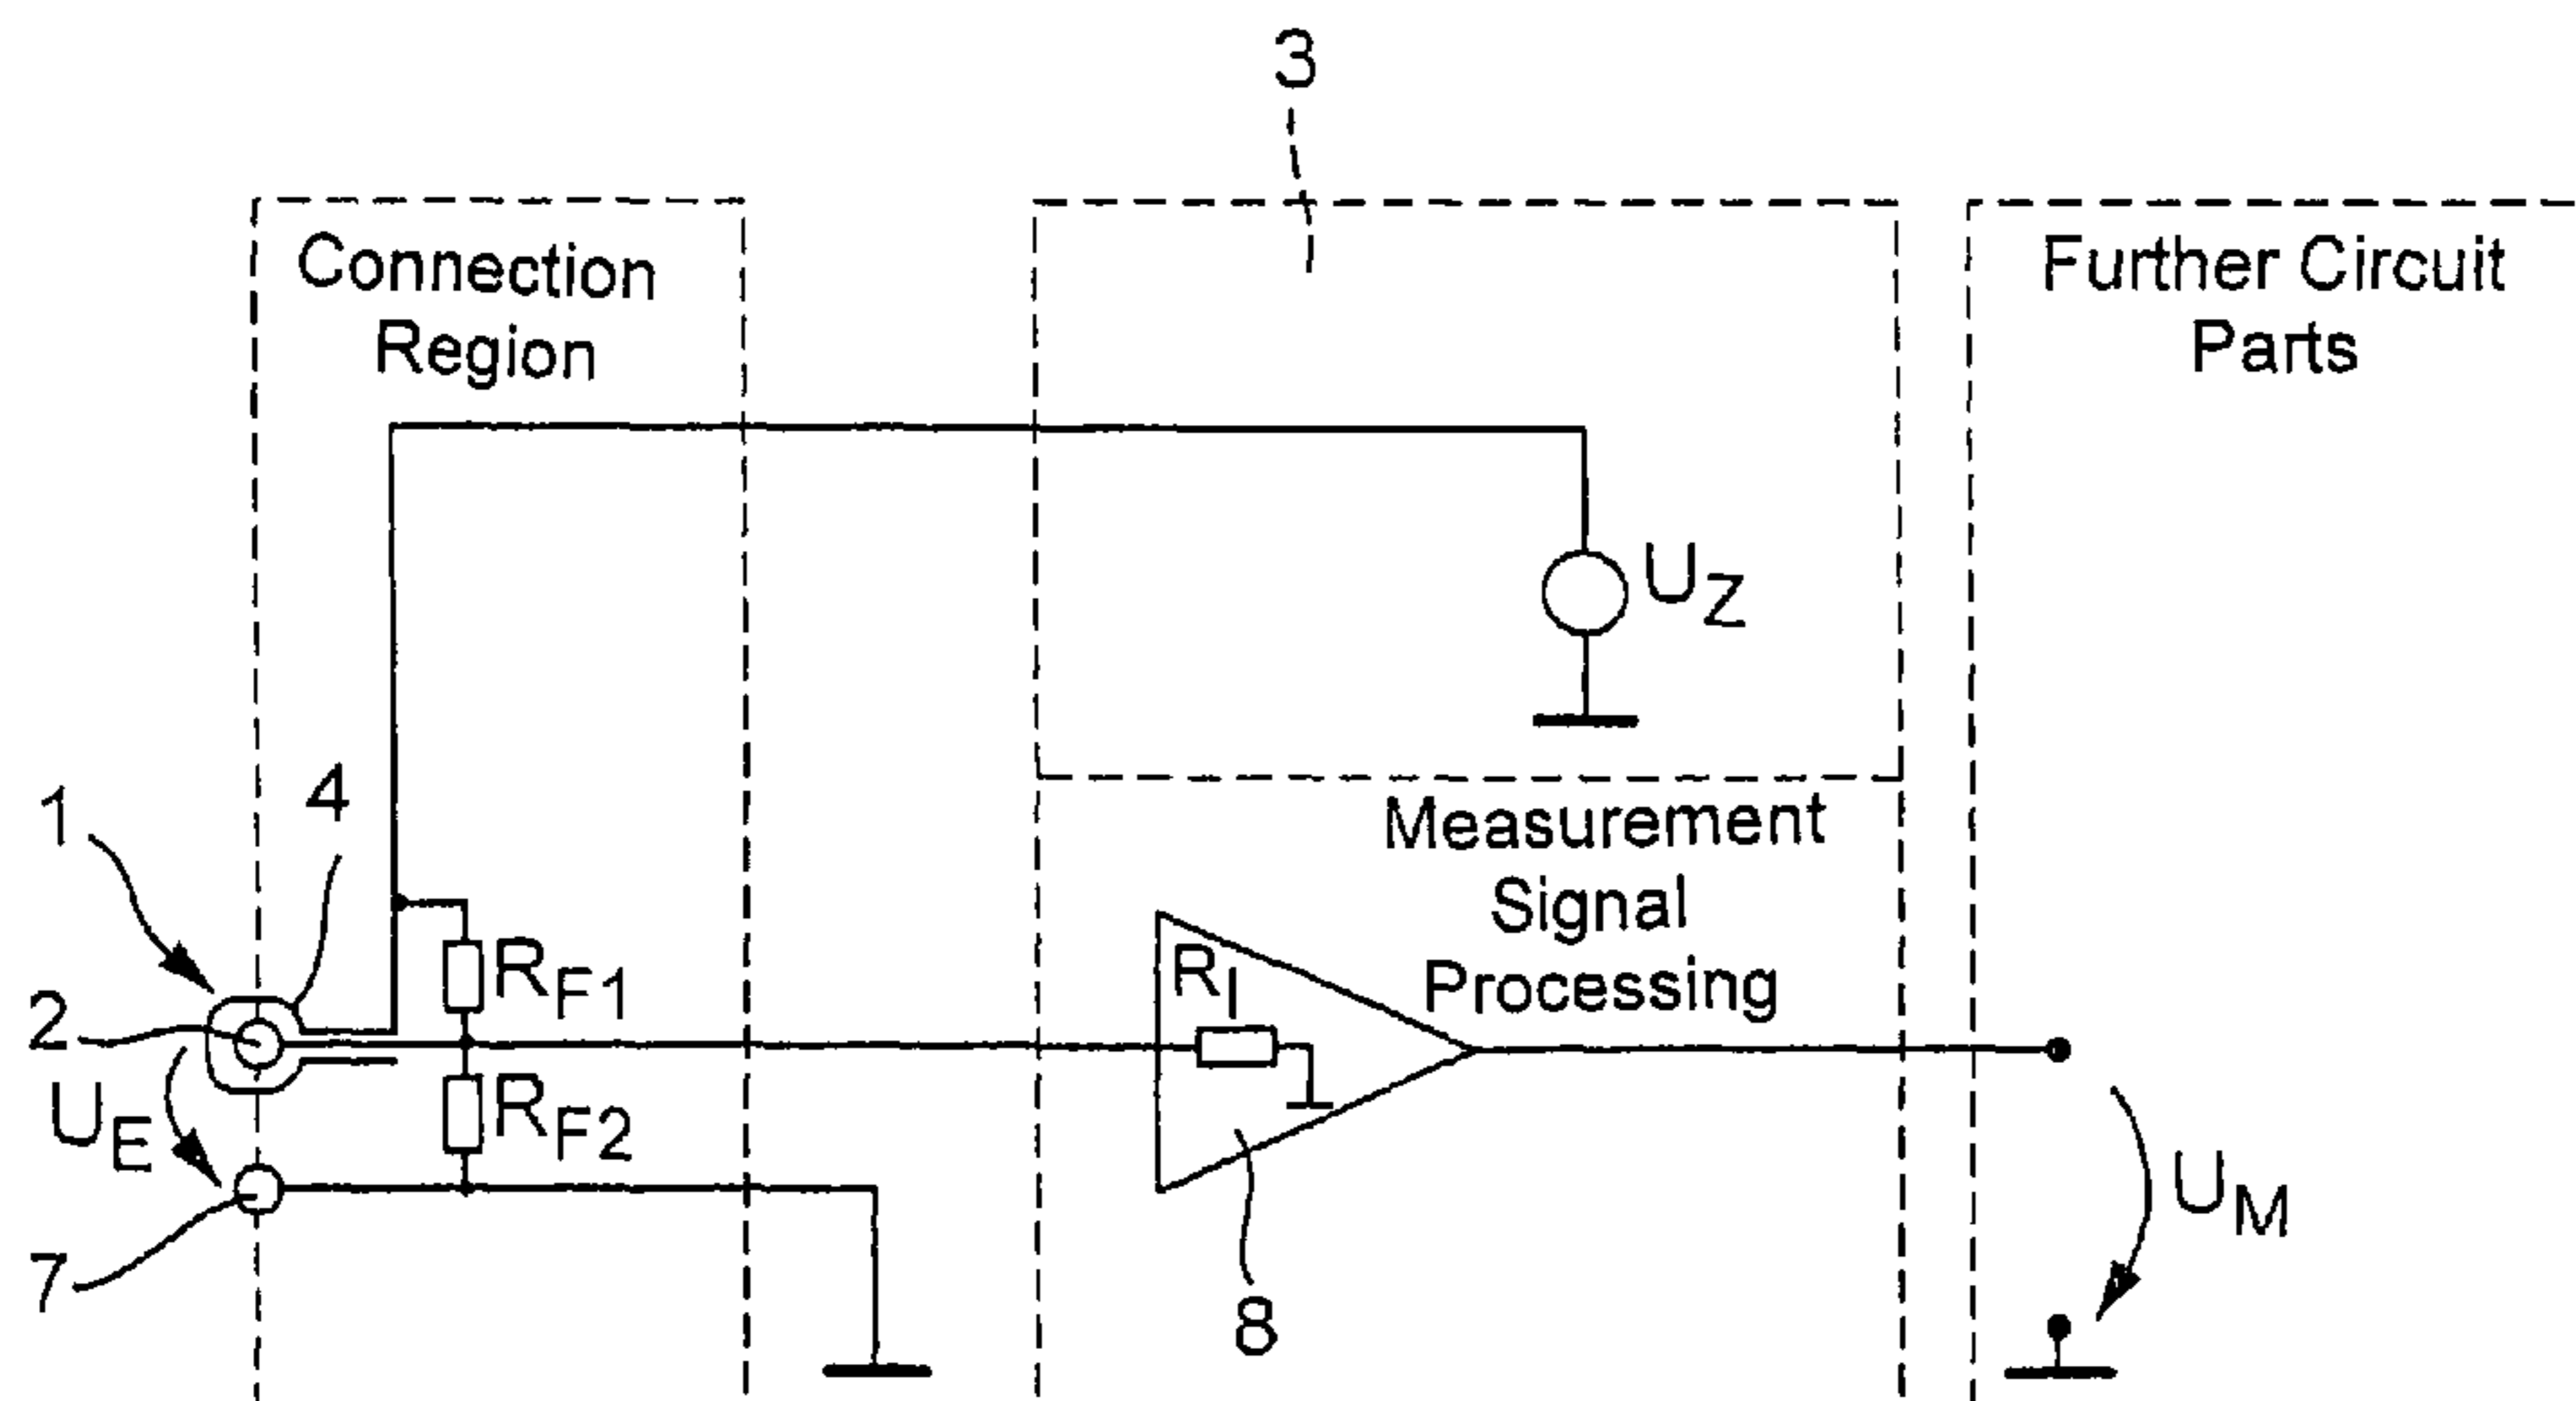 3
Connection
Region
Further Circuit
Parts
U_Z
Measurement
Signal
Processing
1
4
2
R_F1
R_I
U_E
R_F2
7
8
U_M